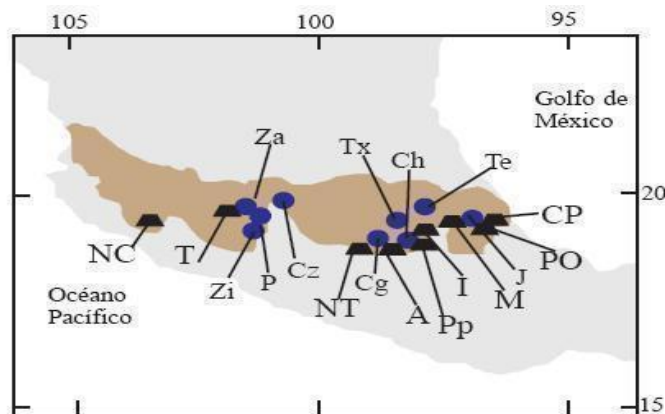 105
100
95
Golfo de
México
Za
Tx
Ch
Te
20
CP
NC
T
Zi
P
Cz
NT
Cg
A
Pp
I
M
J
PO
Océano
Pacífico
15